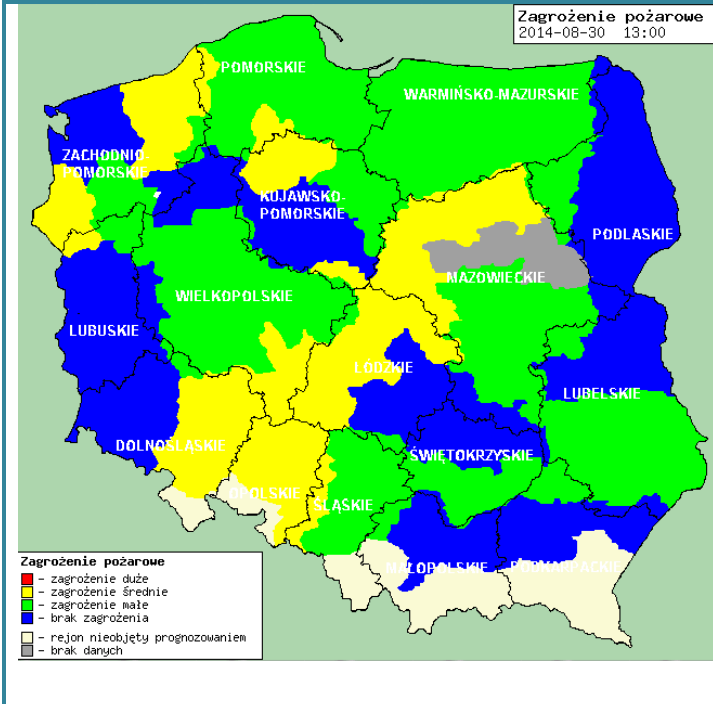 Zagrożenie pożarowe
2014-08-30 13:00
POMORSKIE
WARMIŃSKO-MAZURSKIE
ZACHODNIO
POMORSKIE
KUJAWSKO-
POMORSKIE
PODLASKIE
MAZOWIECKIE
WIELKOPOLSKIE
LUBUSKIE
ŁÓDZKIE
LUBELSKIE
DOLNOŚLĄSKIE
ŚWIĘTOKRZYSKIE
OPOLSKIE
ŚLĄSKIE
MAŁOPOLSKIE
PODKARPACKIE
Zagrożenie pożarowe
– zagrożenie duże
– zagrożenie średnie
– zagrożenie małe
– brak zagrożenia
– rejon nieobjęty prognozowaniem
– brak danych